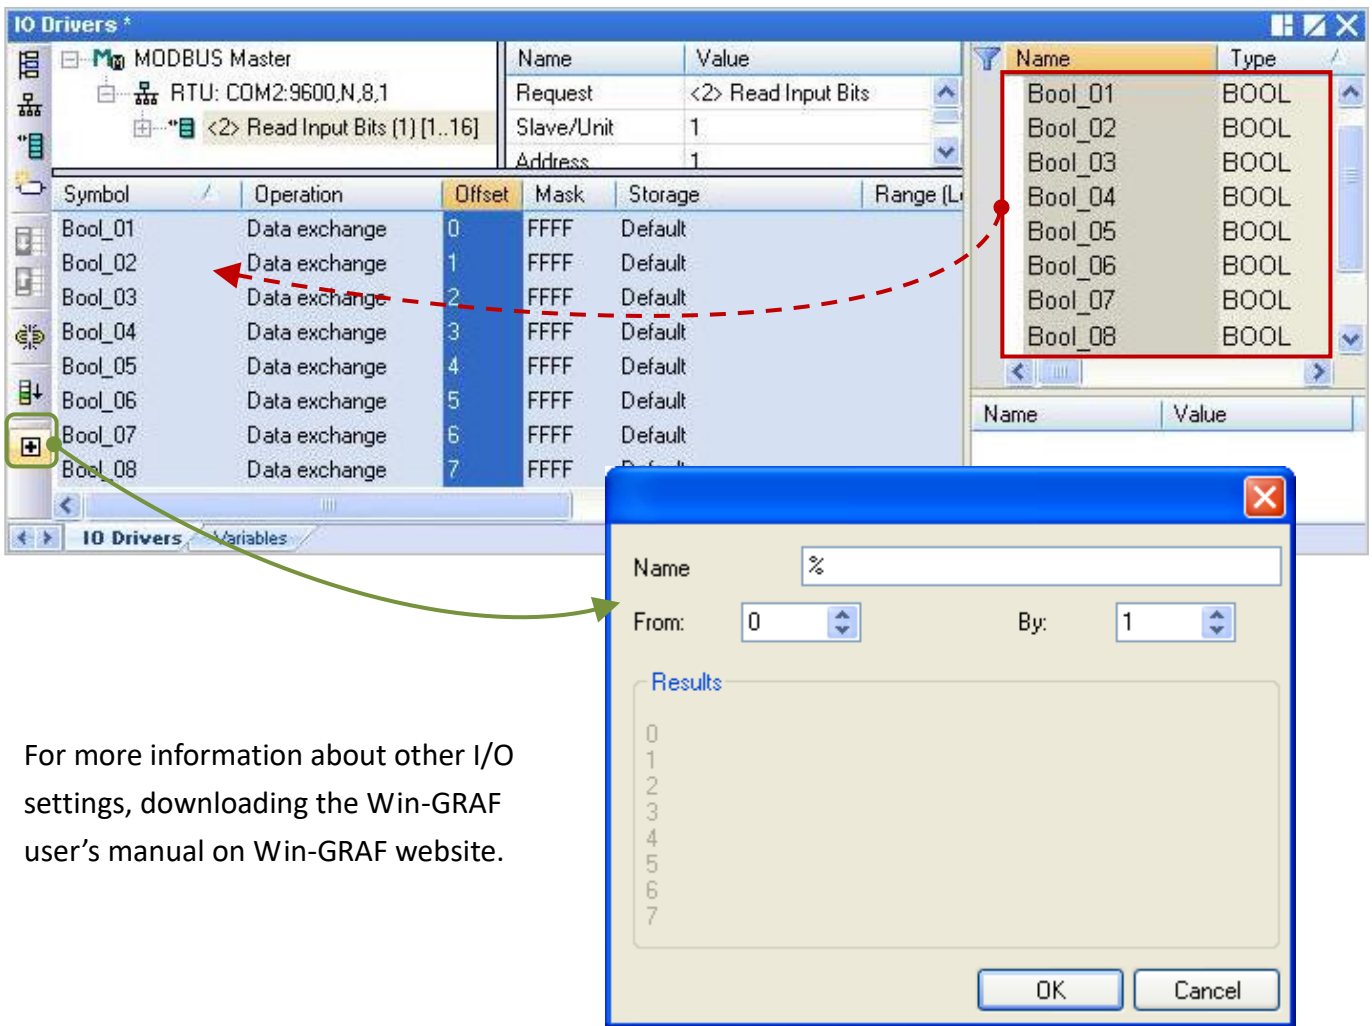 IO Drivers *
MODBUS Master
RTU: COM2:9600,N,8,1
<2> Read Input Bits (1) [1..16]
Name Value
Request <2> Read Input Bits
Slave/Unit 1
Address 1
Name Type
Bool_01 BOOL
Bool_02 BOOL
Bool_03 BOOL
Bool_04 BOOL
Bool_05 BOOL
Bool_06 BOOL
Bool_07 BOOL
Bool_08 BOOL
Name Value
Symbol Operation Offset Mask Storage Range (L
Bool_01 Data exchange 0 FFFF Default
Bool_02 Data exchange 1 FFFF Default
Bool_03 Data exchange 2 FFFF Default
Bool_04 Data exchange 3 FFFF Default
Bool_05 Data exchange 4 FFFF Default
Bool_06 Data exchange 5 FFFF Default
Bool_07 Data exchange 6 FFFF Default
Bool_08 Data exchange 7 FFFF
IO Drivers Variables
Name %
From: 0 By: 1
Results
0
1
2
3
4
5
6
7
OK Cancel
For more information about other I/O
settings, downloading the Win-GRAF
user’s manual on Win-GRAF website.